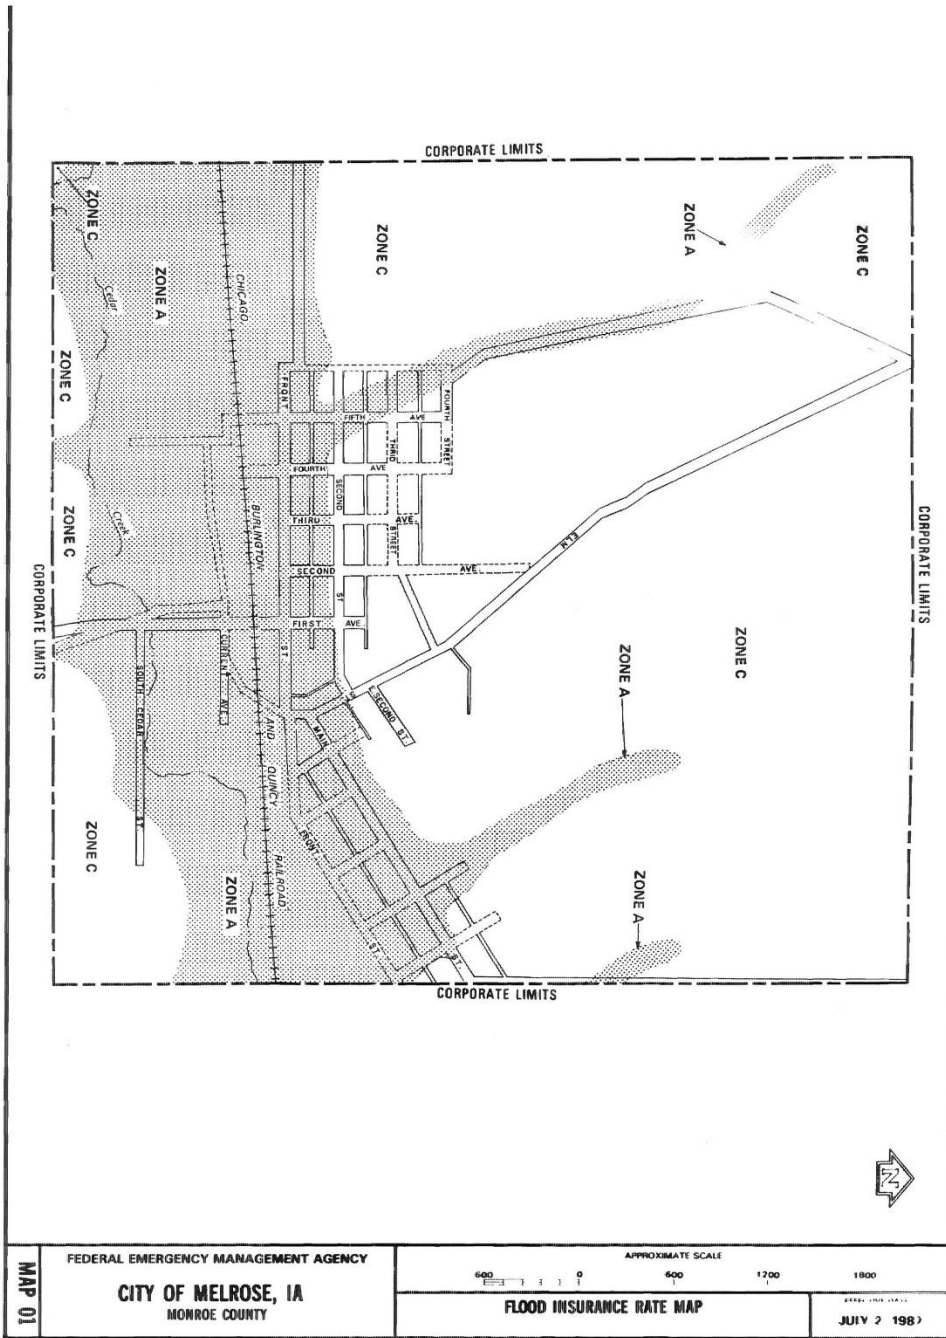 CORPORATE LIMITS
ZONE C
ZONE A
ZONE C
ZONE A
ZONE C
Cedar
ZONE A
CHICAGO,
ZONE C
FRONT
FIFTH AVE
FOURTH STREET
THRID
FOURTH AVE
SECOND
ZONE C
Creek
BURLINGTON
THIRD AVE.
STREET
ELM
CORPORATE LIMITS
SECOND AVE.
ST
CORPORATE LIMITS
FIRST AVE.
ST.
ZONE A
ZONE C
SOUTH CEDAR ST.
AVE.
AND QUINCY
MAIN
E. SECOND ST.
ZONE C
ZONE A
RAILROAD
FRONT
ST.
ST.
ZONE A
CORPORATE LIMITS
N
MAP 01
FEDERAL EMERGENCY MANAGEMENT AGENCY
CITY OF MELROSE, IA
MONROE COUNTY
APPROXIMATE SCALE
600 0 600 1200 1800
FLOOD INSURANCE RATE MAP